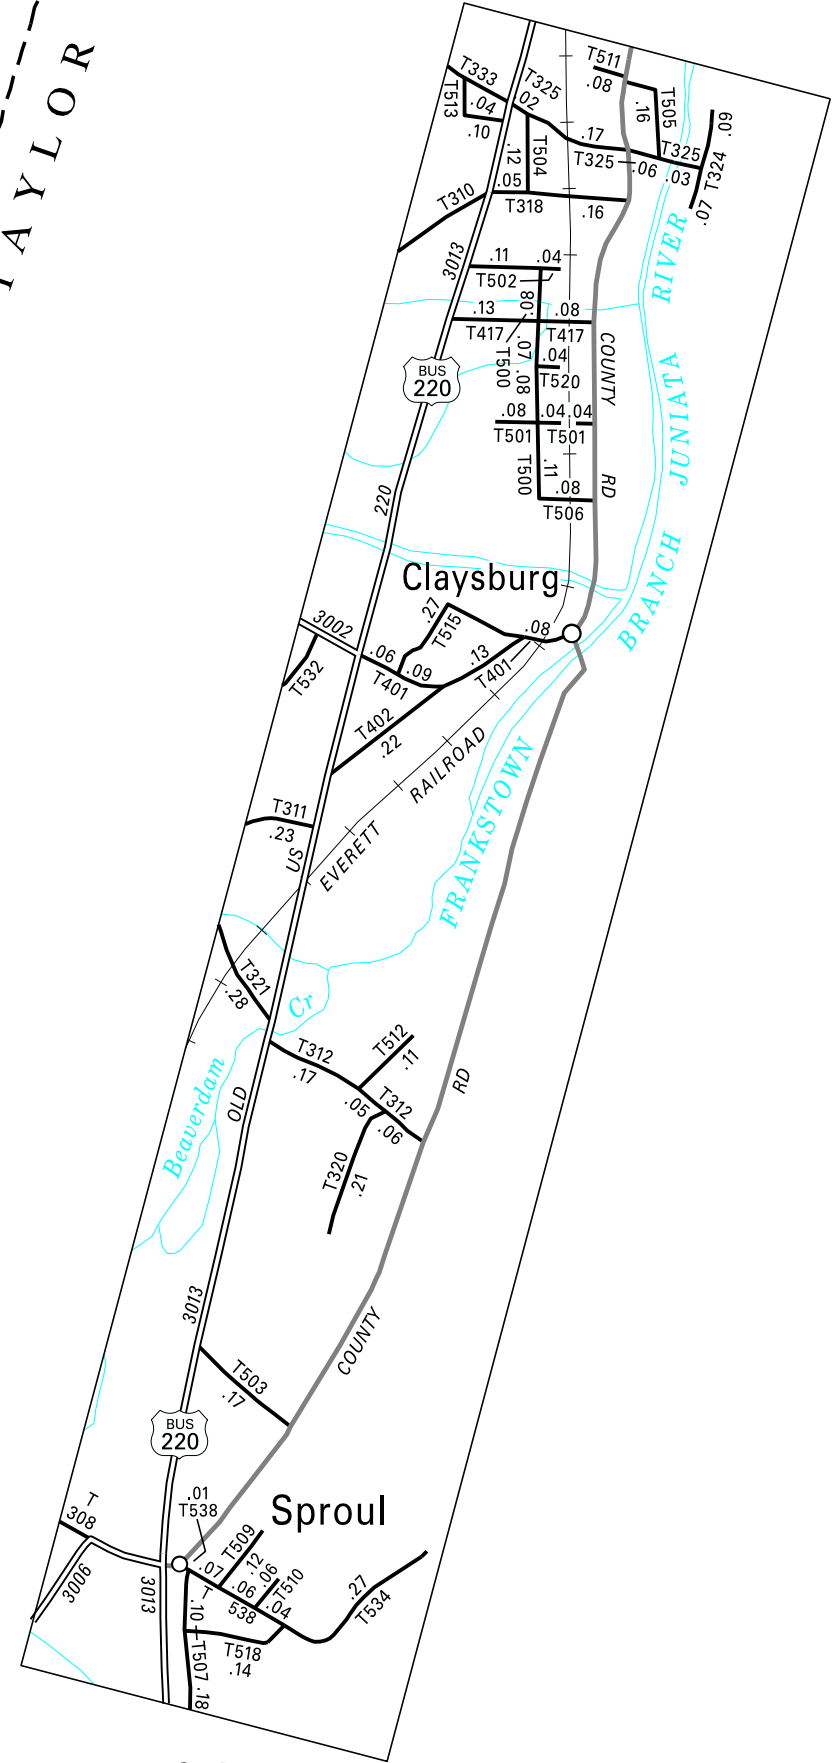 TAYLOR
T333
T325
.02
T511
.08
T513
.04
.10
T505
.16
.09
T324
.07
.17
T325
.06
T325
.03
T504
.12
.05
T310
T318
.16
3013
.11
.04
T502
.08
.13
.08
T417
T417
.07
T500
.04
T520
.08
.08
.04
.04
T501
T501
T500
.11
.08
T506
COUNTY
RD
BUS
220
220
RIVER
JUNIATA
BRANCH
FRANKSTOWN
Claysburg
3002
.27
T515
.08
.06
.09
T401
.13
T401
T532
T402
.22
EVERETT
RAILROAD
T311
.23
US
T321
.28
Cr
Beaverdam
OLD
T312
.17
T512
.11
.05
T312
.06
T320
.21
RD
COUNTY
3013
T503
.17
BUS
220
.01
T538
Sproul
T
308
3006
3013
T509
.07
.12
.06
.06
T510
T
538
.04
.27
T534
.10
T518
.14
T507
.18